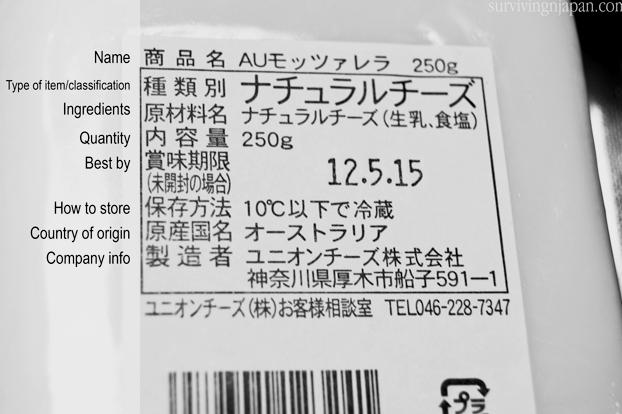 survivingnjapan.com
Name 商品名 AUモッツァレラ 250g
Type of item/classification 種類別 ナチュラルチーズ
Ingredients 原材料名 ナチュラルチーズ(生乳、食塩)
Quantity 内容量 250g
Best by 賞味期限 12.5.15
(未開封の場合)
How to store 保存方法 10℃以下で冷蔵
Country of origin 原産国名 オーストラリア
Company info 製造者 ユニオンチーズ株式会社
神奈川県厚木市船子591-1
ユニオンチーズ(株)お客様相談室 TEL046-228-7347
プラ